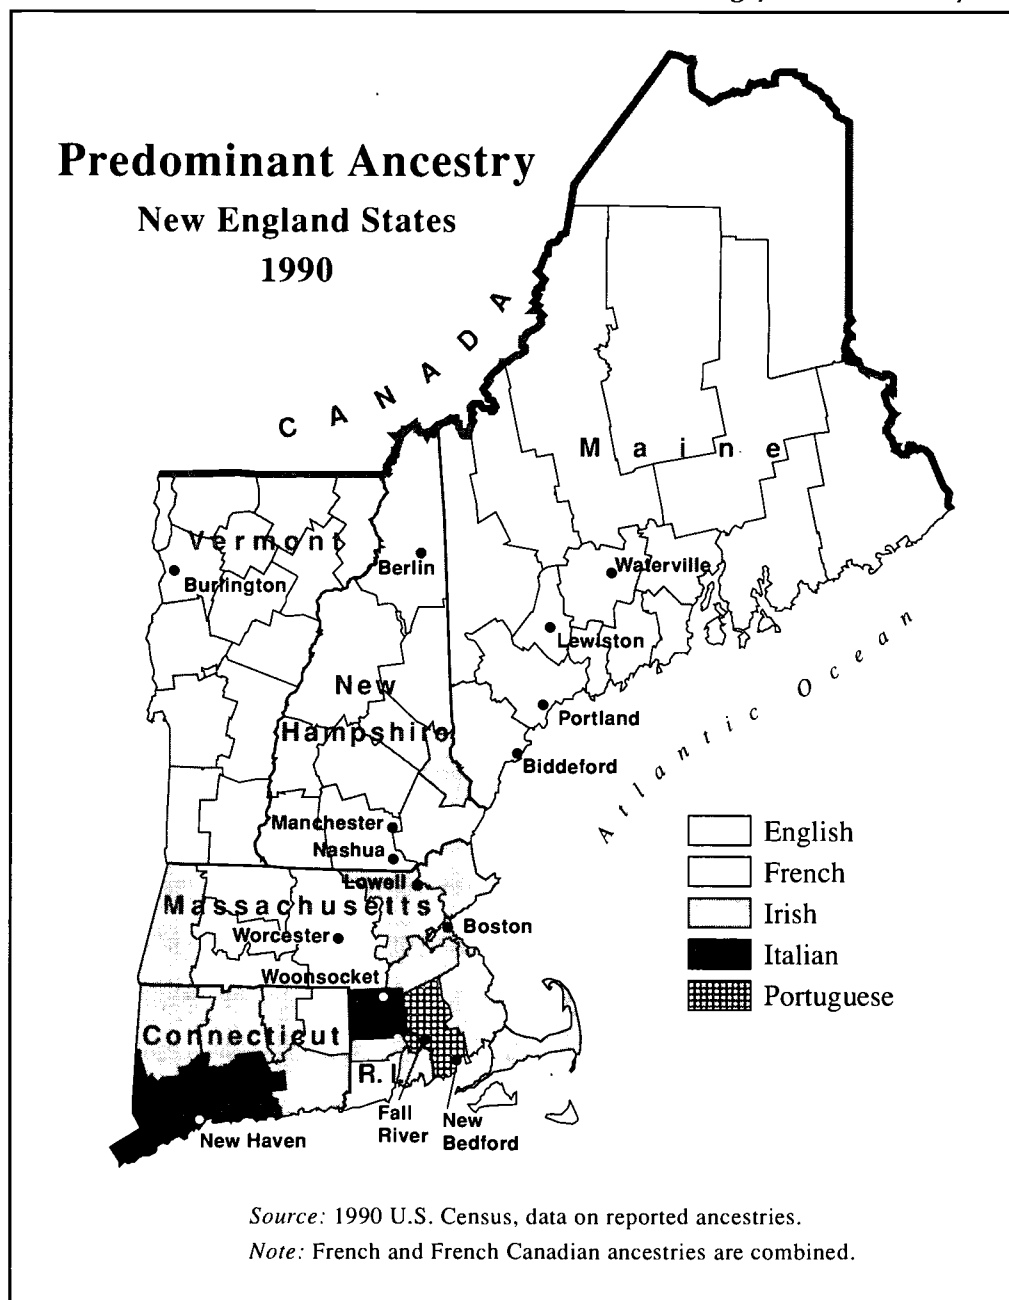 Predominant Ancestry
New England States
1990
CANADA
Maine
Vermont
Burlington
Berlin
Waterville
Lewiston
New
Hampshire
Portland
Biddeford
Atlantic Ocean
Manchester
Nashua
Lowell
Massachusetts
Boston
Worcester
Woonsocket
Connecticut
R.I.
Fall
River
New
Bedford
New Haven
English
French
Irish
Italian
Portuguese
Source: 1990 U.S. Census, data on reported ancestries.
Note: French and French Canadian ancestries are combined.